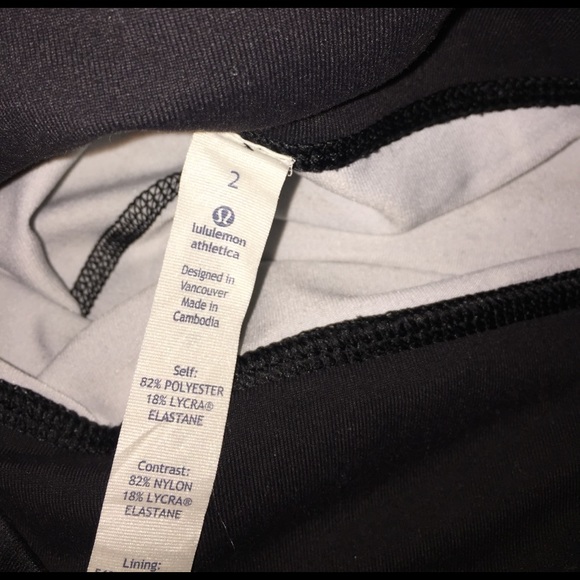 2
lululemon
athletica
Designed in
Vancouver
Made in
Cambodia
Self:
82% POLYESTER
18% LYCRA®
ELASTANE
Contrast:
82% NYLON
18% LYCRA®
ELASTANE
Lining: